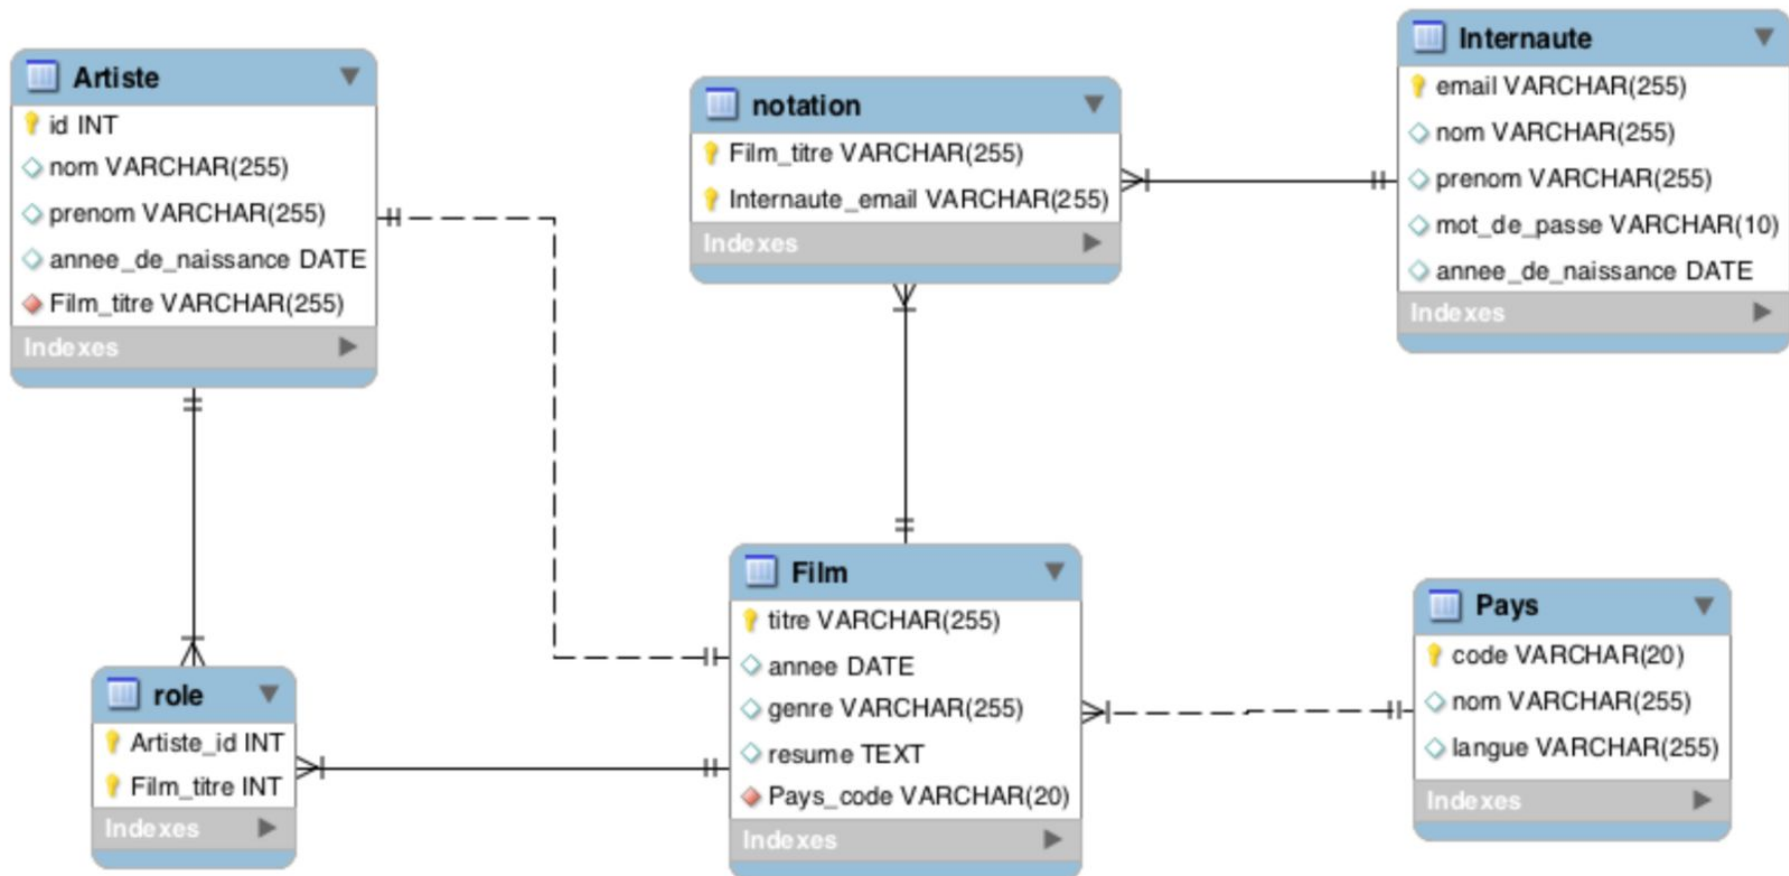 Artiste
id INT
nom VARCHAR(255)
prenom VARCHAR(255)
annee_de_naissance DATE
Film_titre VARCHAR(255)
Indexes
notation
Film_titre VARCHAR(255)
Internaute_email VARCHAR(255)
Indexes
Internaute
email VARCHAR(255)
nom VARCHAR(255)
prenom VARCHAR(255)
mot_de_passe VARCHAR(10)
annee_de_naissance DATE
Indexes
role
Artiste_id INT
Film_titre INT
Indexes
Film
titre VARCHAR(255)
annee DATE
genre VARCHAR(255)
resume TEXT
Pays_code VARCHAR(20)
Indexes
Pays
code VARCHAR(20)
nom VARCHAR(255)
langue VARCHAR(255)
Indexes